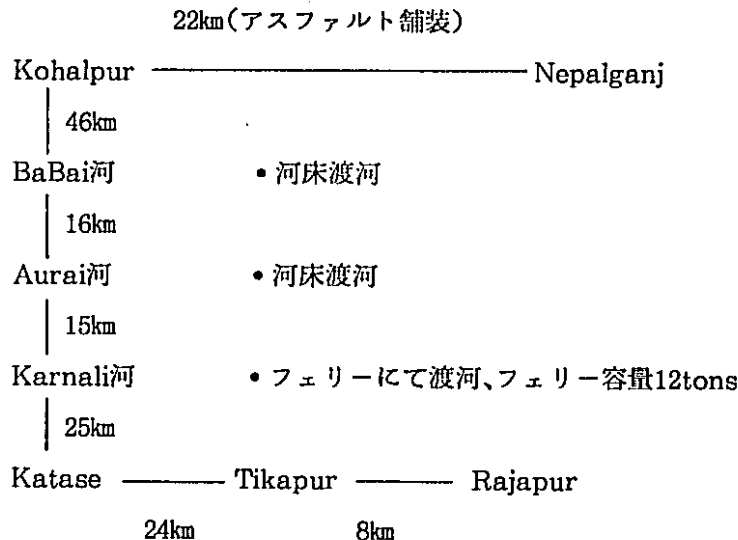 22km(アスファルト舗装)
Kohalpur Nepalganj
46km
BaBai河 • 河床渡河
16km
Aurai河 • 河床渡河
15km
Karnali河 • フェリーにて渡河、フェリー容量12tons
25km
Katase Tikapur Rajapur
24km 8km